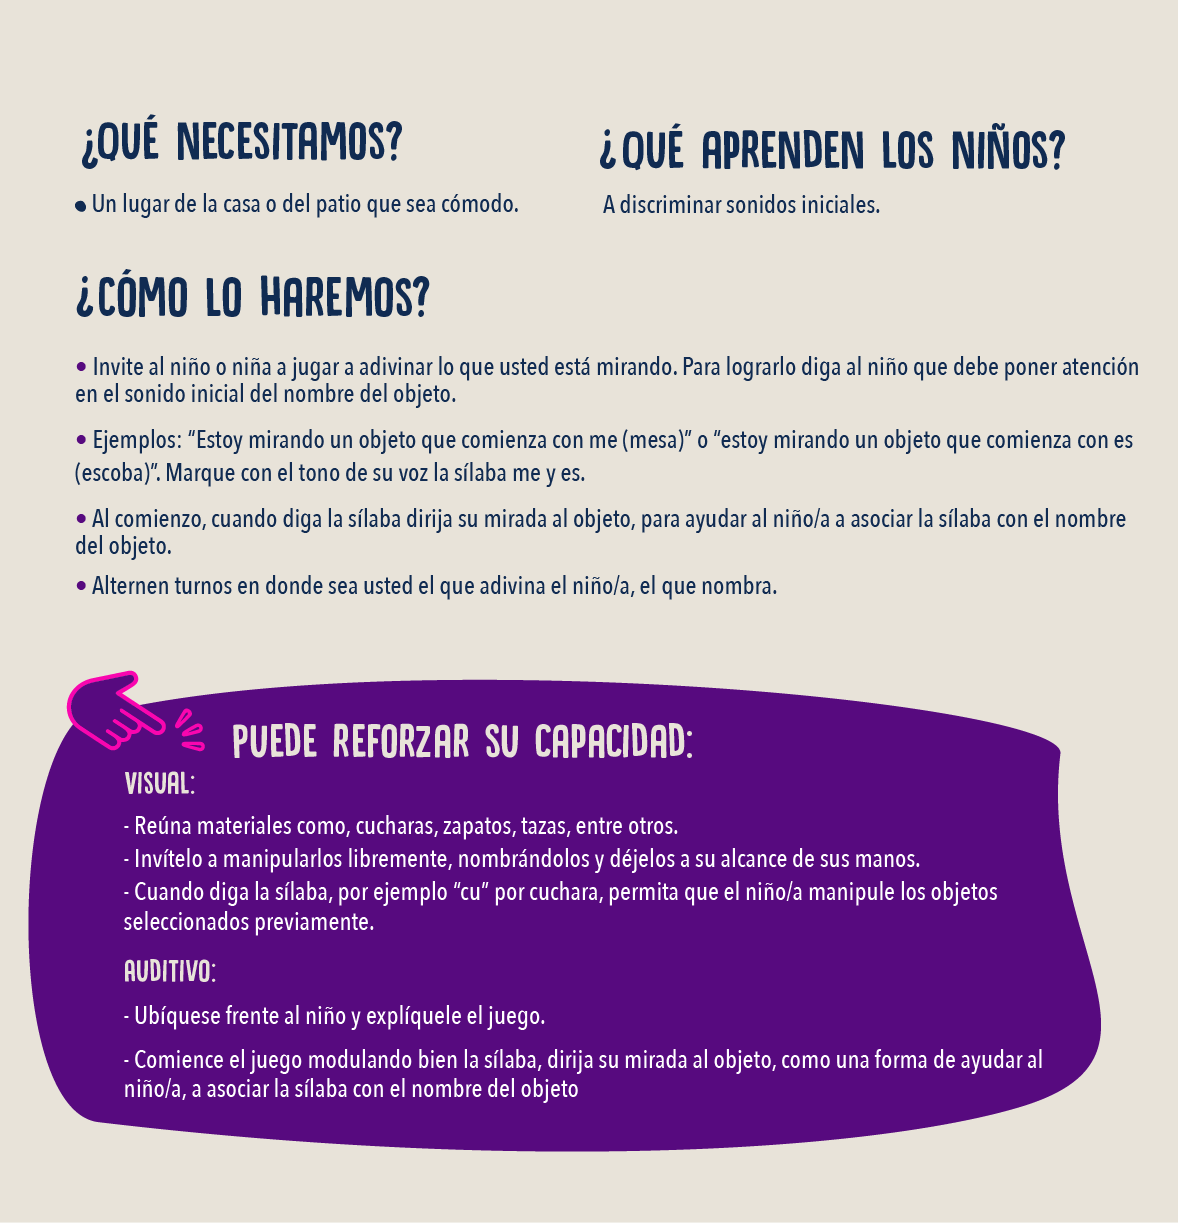 ¿QUÉ NECESITAMOS?
• Un lugar de la casa o del patio que sea cómodo.
¿QUÉ APRENDEN LOS NIÑOS?
A discriminar sonidos iniciales.
¿CÓMO LO HAREMOS?
• Invite al niño o niña a jugar a adivinar lo que usted está mirando. Para lograrlo diga al niño que debe poner atención
en el sonido inicial del nombre del objeto.
• Ejemplos: “Estoy mirando un objeto que comienza con me (mesa)” o “estoy mirando un objeto que comienza con es
(escoba)”. Marque con el tono de su voz la sílaba me y es.
• Al comienzo, cuando diga la sílaba dirija su mirada al objeto, para ayudar al niño/a a asociar la sílaba con el nombre
del objeto.
• Alternen turnos en donde sea usted el que adivina el niño/a, el que nombra.
PUEDE REFORZAR SU CAPACIDAD:
VISUAL:
- Reúna materiales como, cucharas, zapatos, tazas, entre otros.
- Invítelo a manipularlos libremente, nombrándolos y déjelos a su alcance de sus manos.
- Cuando diga la sílaba, por ejemplo “cu” por cuchara, permita que el niño/a manipule los objetos
seleccionados previamente.
AUDITIVO:
- Ubíquese frente al niño y explíquele el juego.
- Comience el juego modulando bien la sílaba, dirija su mirada al objeto, como una forma de ayudar al
niño/a, a asociar la sílaba con el nombre del objeto